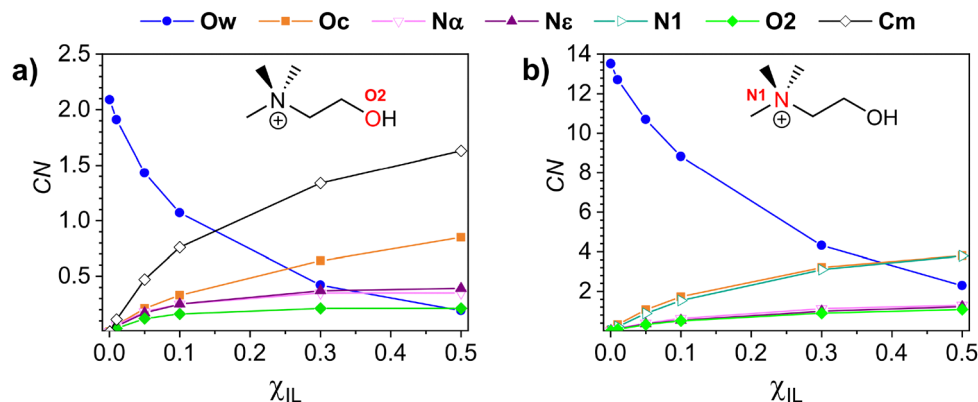 Ow Oc Nα Nε N1 O2 Cm
a)
2.5
2.0
1.5
1.0
0.5
CN
N
⊕
O2
OH
0.0 0.1 0.2 0.3 0.4 0.5
χIL
b)
14
12
10
8
6
4
2
CN
N1
N
⊕
OH
0.0 0.1 0.2 0.3 0.4 0.5
χIL